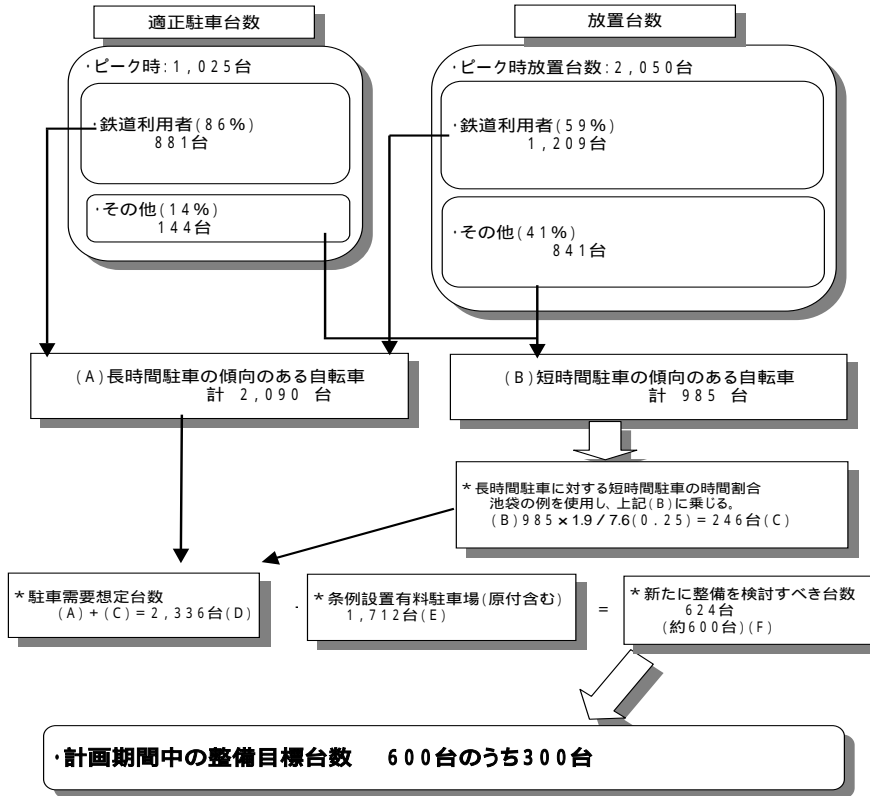 適正駐車台数
放置台数
・ピーク時:1,025台
・鉄道利用者(86%)
881台
・その他(14%)
144台
・ピーク時放置台数:2,050台
・鉄道利用者(59%)
1,209台
・その他(41%)
841台
(A)長時間駐車の傾向のある自転車
計 2,090 台
(B)短時間駐車の傾向のある自転車
計 985 台
*長時間駐車に対する短時間駐車の時間割合
池袋の例を使用し、上記(B)に乗じる。
(B)985×1.9/7.6(0.25)=246台(C)
*駐車需要想定台数
(A)+(C)=2,336台(D)
・
*条例設置有料駐車場(原付含む)
1,712台(E)
=
*新たに整備を検討すべき台数
624台
(約600台)(F)
・計画期間中の整備目標台数 600台のうち300台